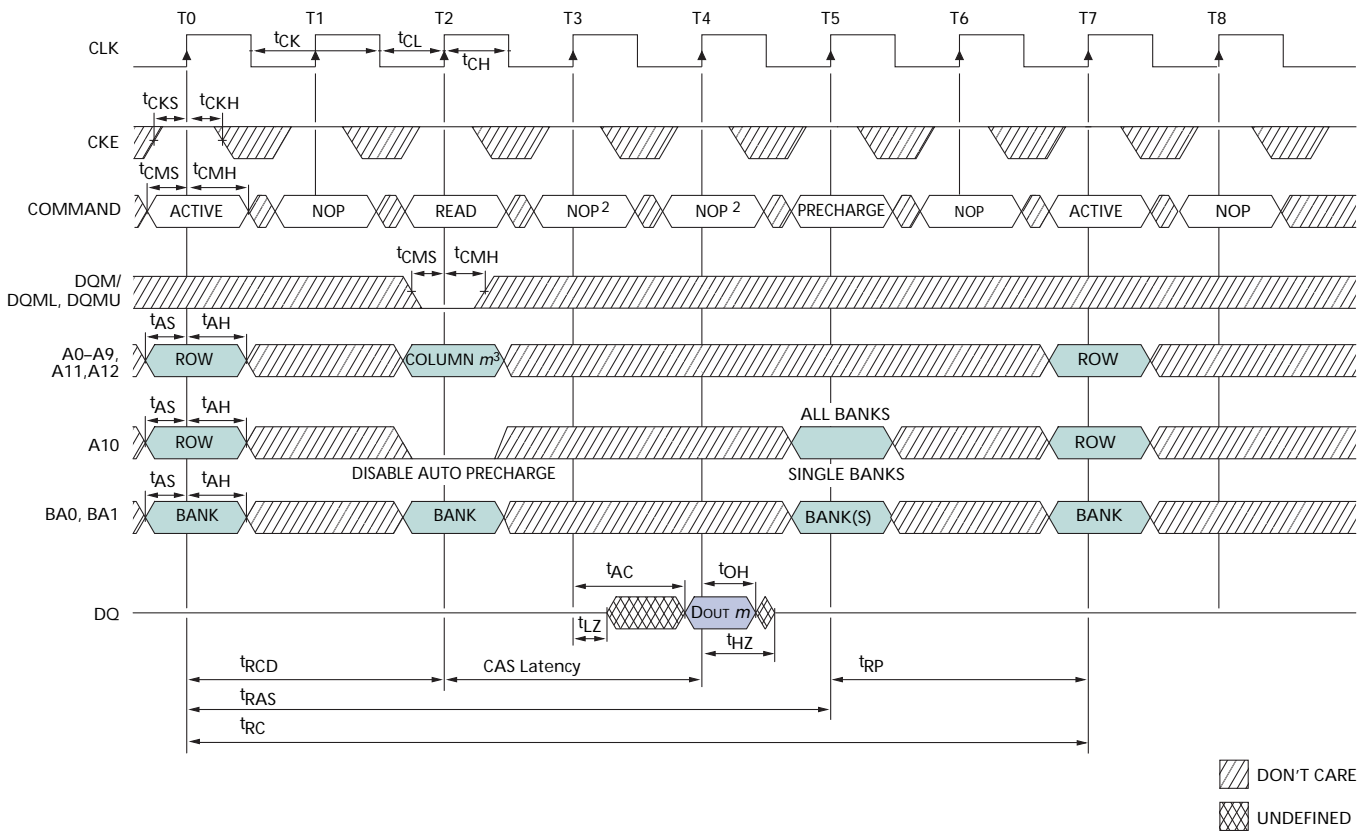 T0 T1 T2 T3 T4 T5 T6 T7 T8
CLK
tCK tCL tCH
tCKS tCKH
CKE
tCMS tCMH
COMMAND ACTIVE NOP READ NOP 2 NOP 2 PRECHARGE NOP ACTIVE NOP
tCMS tCMH
DQM/
DQML, DQMU
tAS tAH
A0–A9,
A11,A12
ROW COLUMN m3 ROW
tAS tAH
ALL BANKS
A10 ROW ROW
DISABLE AUTO PRECHARGE SINGLE BANKS
tAS tAH
BA0, BA1 BANK BANK BANK(S) BANK
tAC tOH
DQ DOUT m
tLZ tHZ
tRCD CAS Latency tRP
tRAS
tRC
DON'T CARE
UNDEFINED